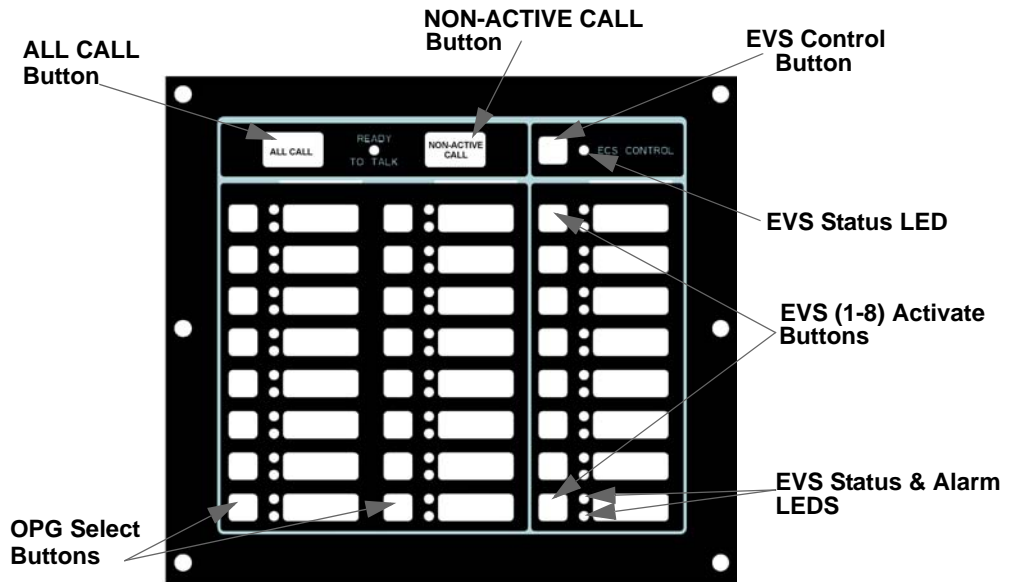 NON-ACTIVE CALL
Button
ALL CALL
Button
EVS Control
Button
ALL CALL
READY
TO TALK
NON-ACTIVE
CALL
ECS CONTROL
EVS Status LED
EVS (1-8) Activate
Buttons
EVS Status & Alarm
LEDS
OPG Select
Buttons